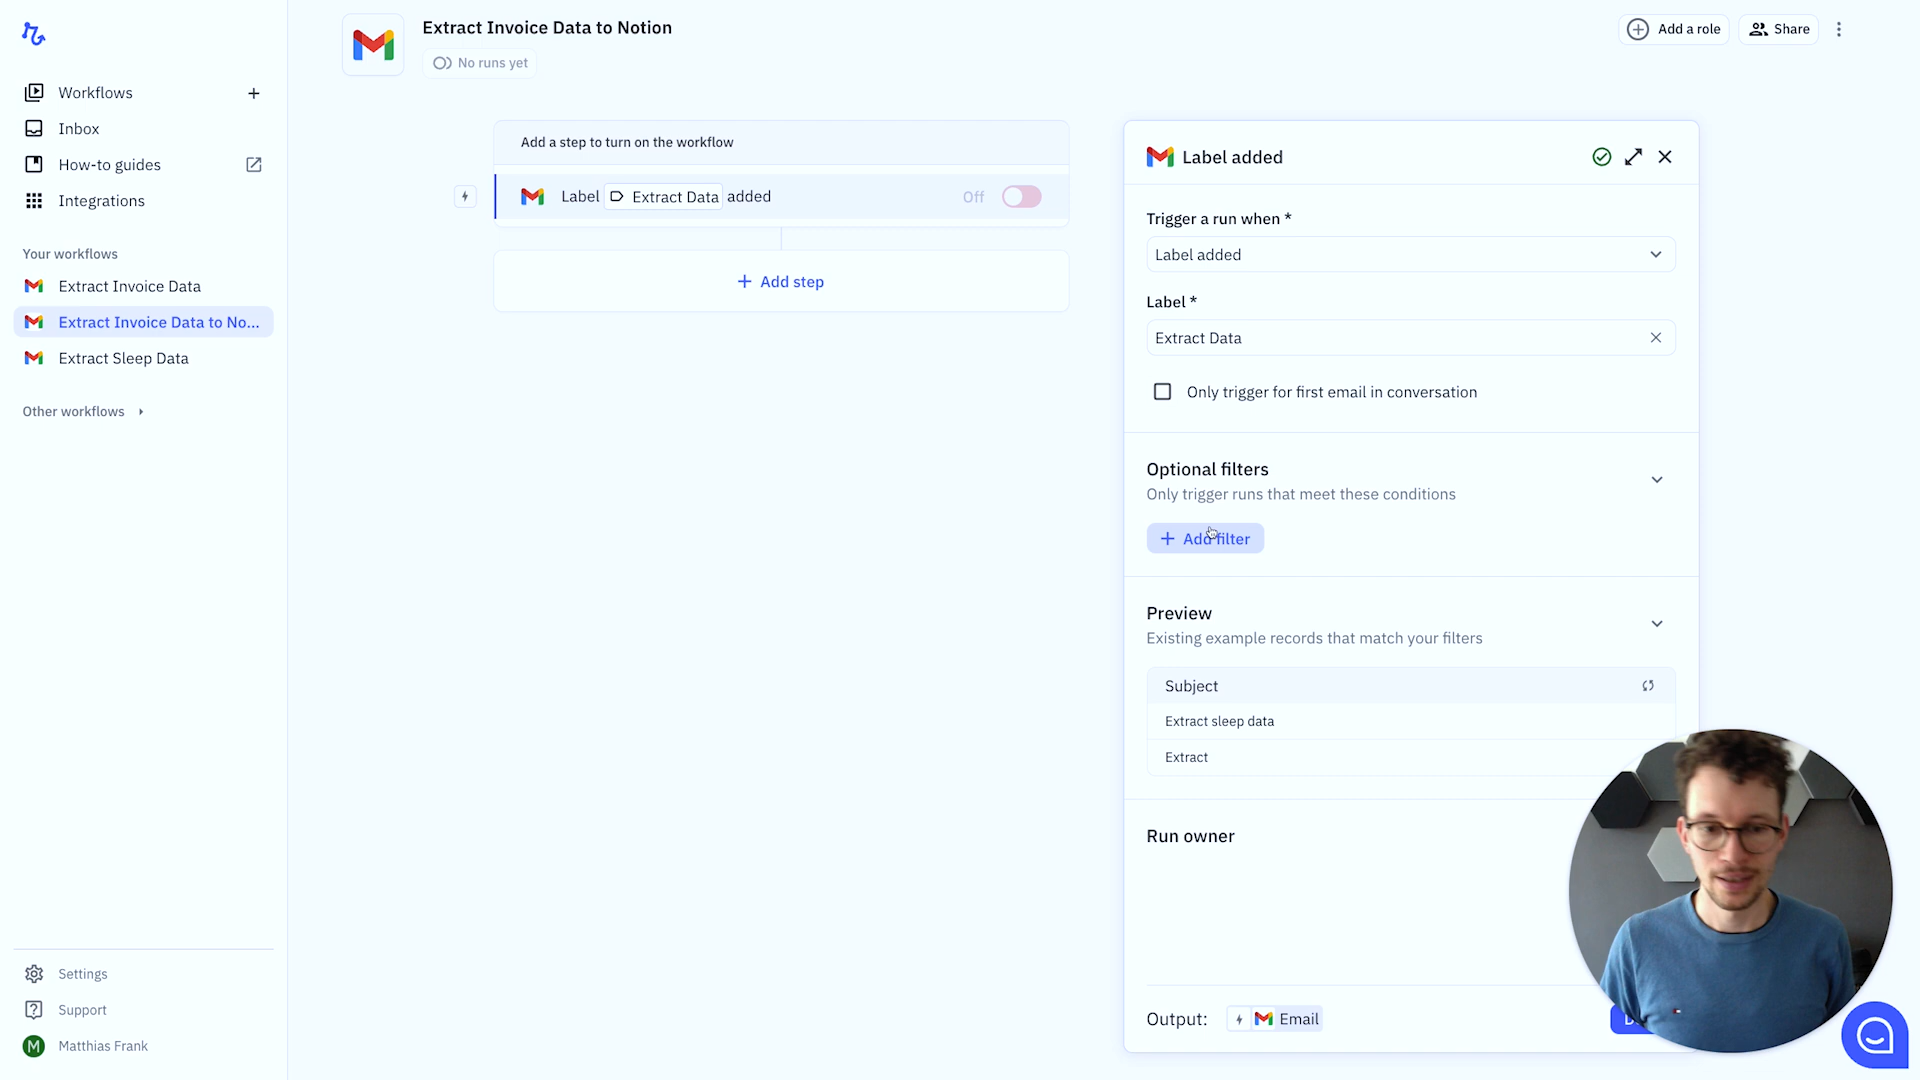 Extract Invoice Data to Notion
No runs yet
Add a role
Share
Workflows
Inbox
How-to guides
Integrations
Your workflows
Extract Invoice Data
Extract Invoice Data to No...
Extract Sleep Data
Other workflows
Settings
Support
M Matthias Frank
Add a step to turn on the workflow
Label Extract Data added Off
Add step
Label added
Trigger a run when *
Label added
Label *
Extract Data
Only trigger for first email in conversation
Optional filters
Only trigger runs that meet these conditions
Add filter
Preview
Existing example records that match your filters
Subject
Extract sleep data
Extract
Run owner
Output: Email